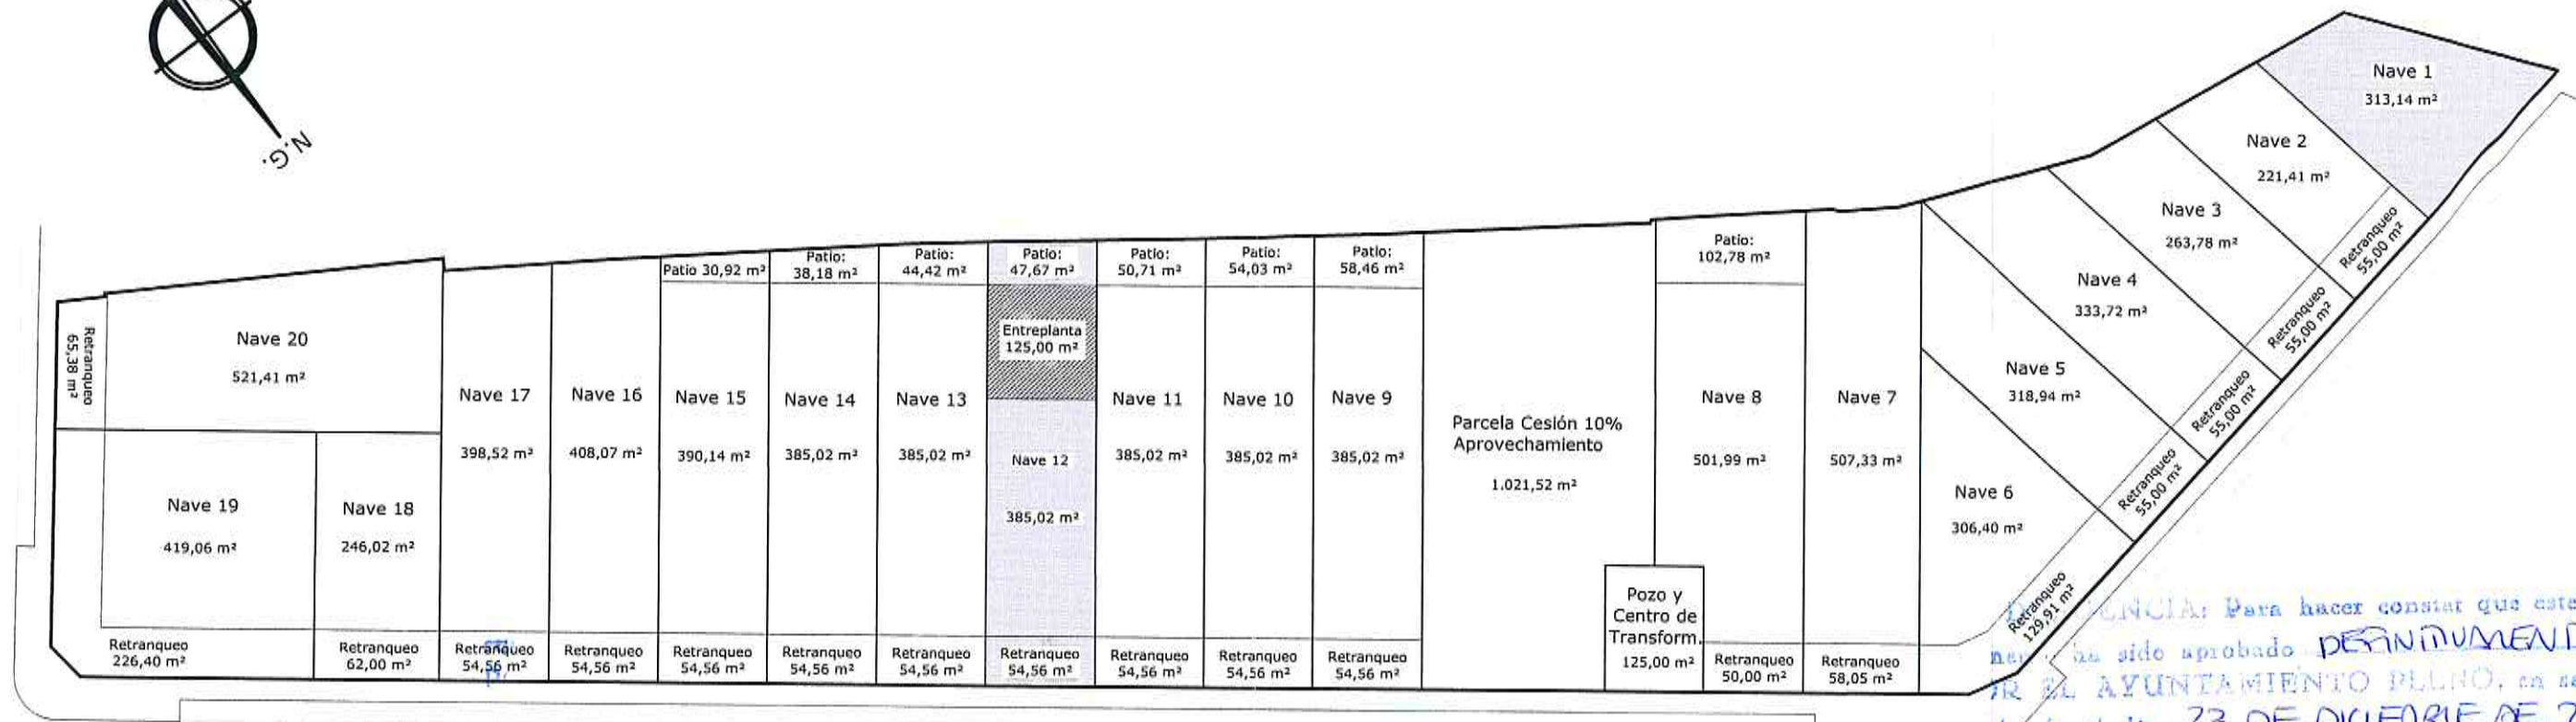 N.G.
Nave 1
313,14 m²
Nave 2
221,41 m²
Retranqueo
55,00 m²
Nave 3
263,78 m²
Retranqueo
55,00 m²
Nave 4
333,72 m²
Retranqueo
55,00 m²
Nave 5
318,94 m²
Retranqueo
55,00 m²
Nave 6
306,40 m²
Retranqueo
129,91 m²
Retranqueo
65,38 m²
Nave 20
521,41 m²
Nave 19
419,06 m²
Retranqueo
226,40 m²
Nave 18
246,02 m²
Retranqueo
62,00 m²
Nave 17
398,52 m²
Retranqueo
54,56 m²
Nave 16
408,07 m²
Retranqueo
54,56 m²
Patio 30,92 m²
Nave 15
390,14 m²
Retranqueo
54,56 m²
Patio:
38,18 m²
Nave 14
385,02 m²
Retranqueo
54,56 m²
Patio:
44,42 m²
Nave 13
385,02 m²
Retranqueo
54,56 m²
Patio:
47,67 m²
Entreplanta
125,00 m²
Nave 12
385,02 m²
Retranqueo
54,56 m²
Patio:
50,71 m²
Nave 11
385,02 m²
Retranqueo
54,56 m²
Patio:
54,03 m²
Nave 10
385,02 m²
Retranqueo
54,56 m²
Patio:
58,46 m²
Nave 9
385,02 m²
Retranqueo
54,56 m²
Parcela Cesión 10%
Aprovechamiento
1.021,52 m²
Pozo y
Centro de
Transform.
125,00 m²
Patio:
102,78 m²
Nave 8
501,99 m²
Retranqueo
50,00 m²
Nave 7
507,33 m²
Retranqueo
58,05 m²
ENCIA: Para hacer constar que este
ha sido aprobado
EL AYUNTAMIENTO PLENO, en
23 DE DICIEMBRE DE